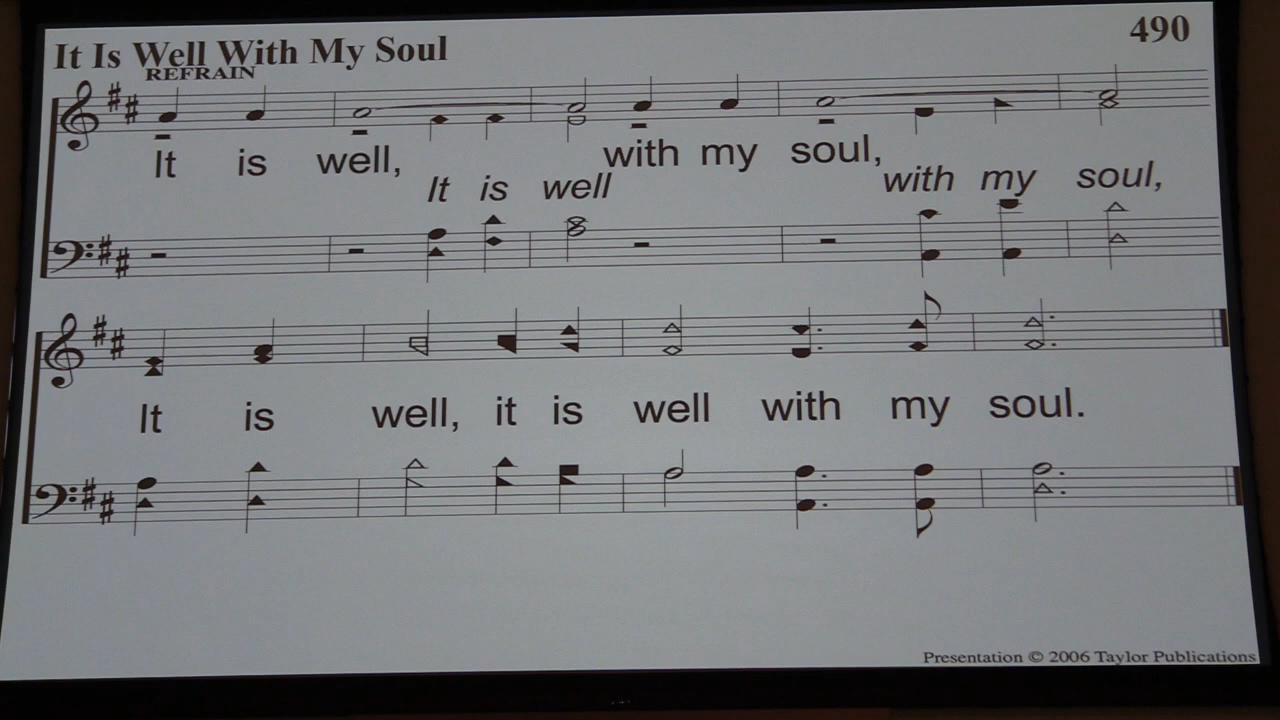 490
It Is Well With My Soul
REFRAIN
It is well, with my soul,
It is well with my soul,
It is well, it is well with my soul.
Presentation © 2006 Taylor Publications